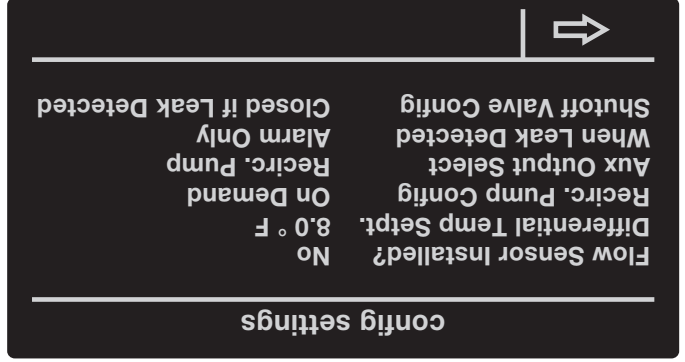 config settings
Flow Sensor Installed? No
Differential Temp Setpt. 8.0 ° F
Recirc. Pump Config On Demand
Aux Output Select Recirc. Pump
When Leak Detected Alarm Only
Shutoff Valve Config Closed if Leak Detected